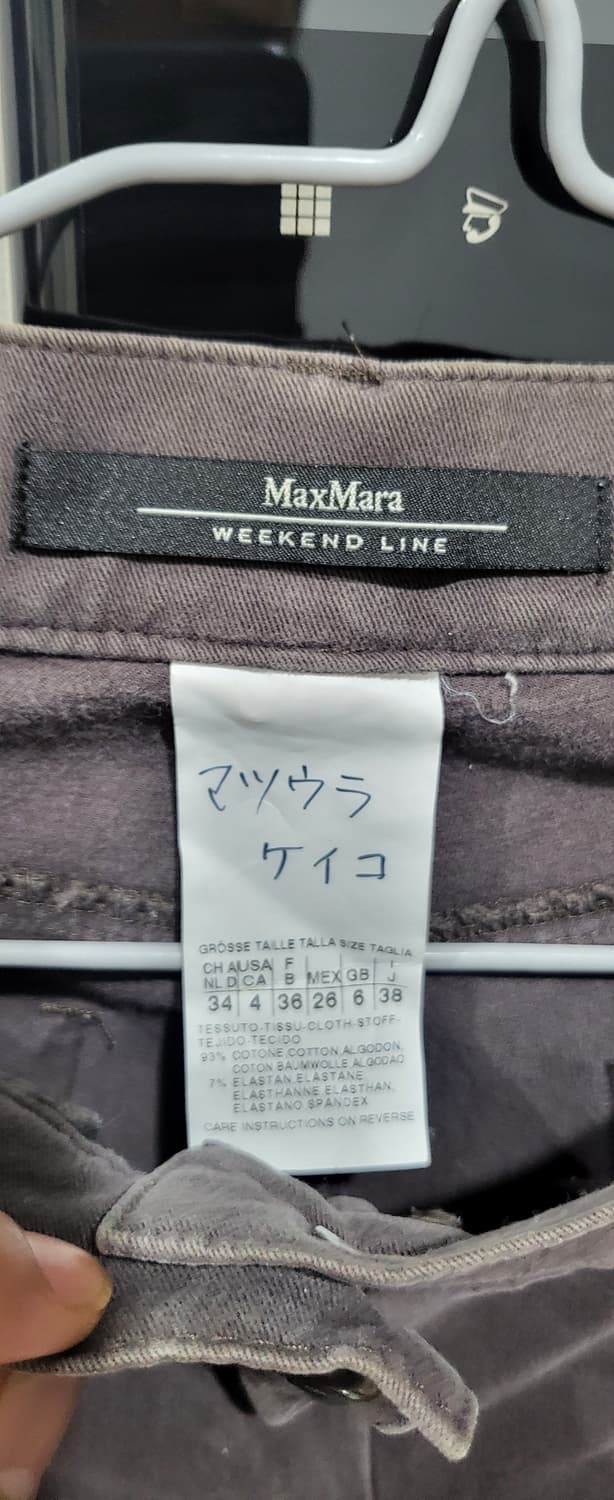 MaxMara
WEEKEND LINE
マツウラ
ケイコ
GRÖSSE TAILLE TALLA SIZE TAGLIA
CH A USA F I
NL D CA B MEX GB J
34 4 36 26 6 38
TESSUTO-TISSU-CLOTH-STOFF-
TEJIDO-TECIDO
93% COTONE,COTTON,ALGODON,
COTON BAUMWOLLE ALGODAO
7% ELASTAN,ELASTANE,
ELASTHANNE,ELASTHAN,
ELASTANO SPANDEX
CARE INSTRUCTIONS ON REVERSE